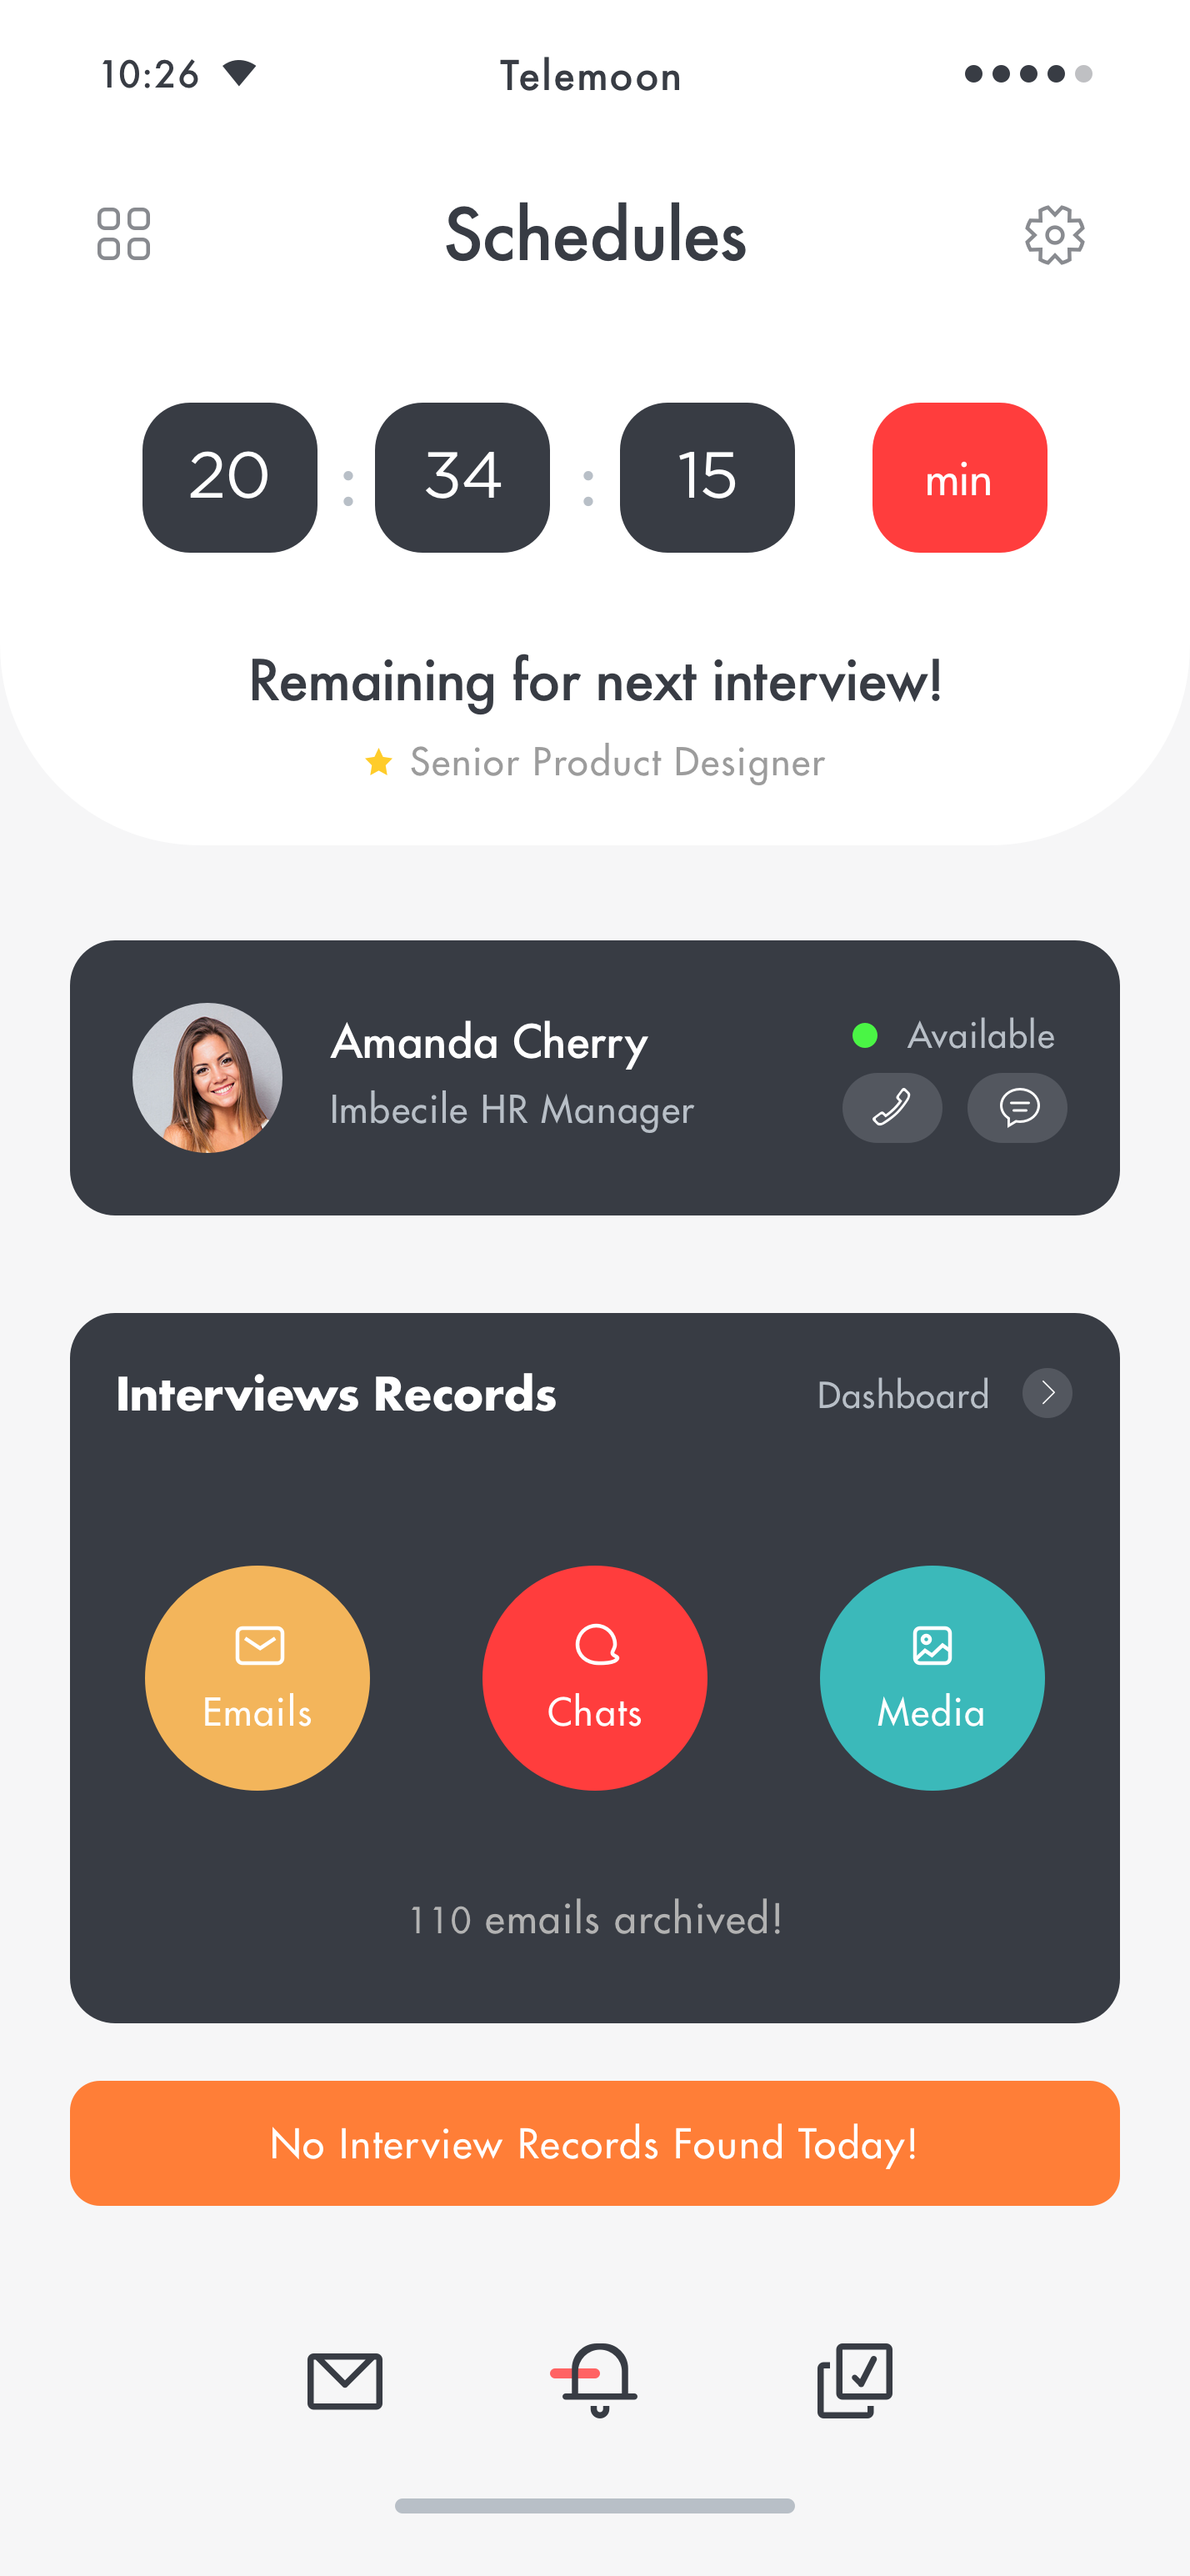 10:26 Telemoon
Schedules
20 : 34 : 15 min
Remaining for next interview!
Senior Product Designer
Amanda Cherry
Available
Imbecile HR Manager
Interviews Records
Dashboard
Emails
Chats
Media
110 emails archived!
No Interview Records Found Today!